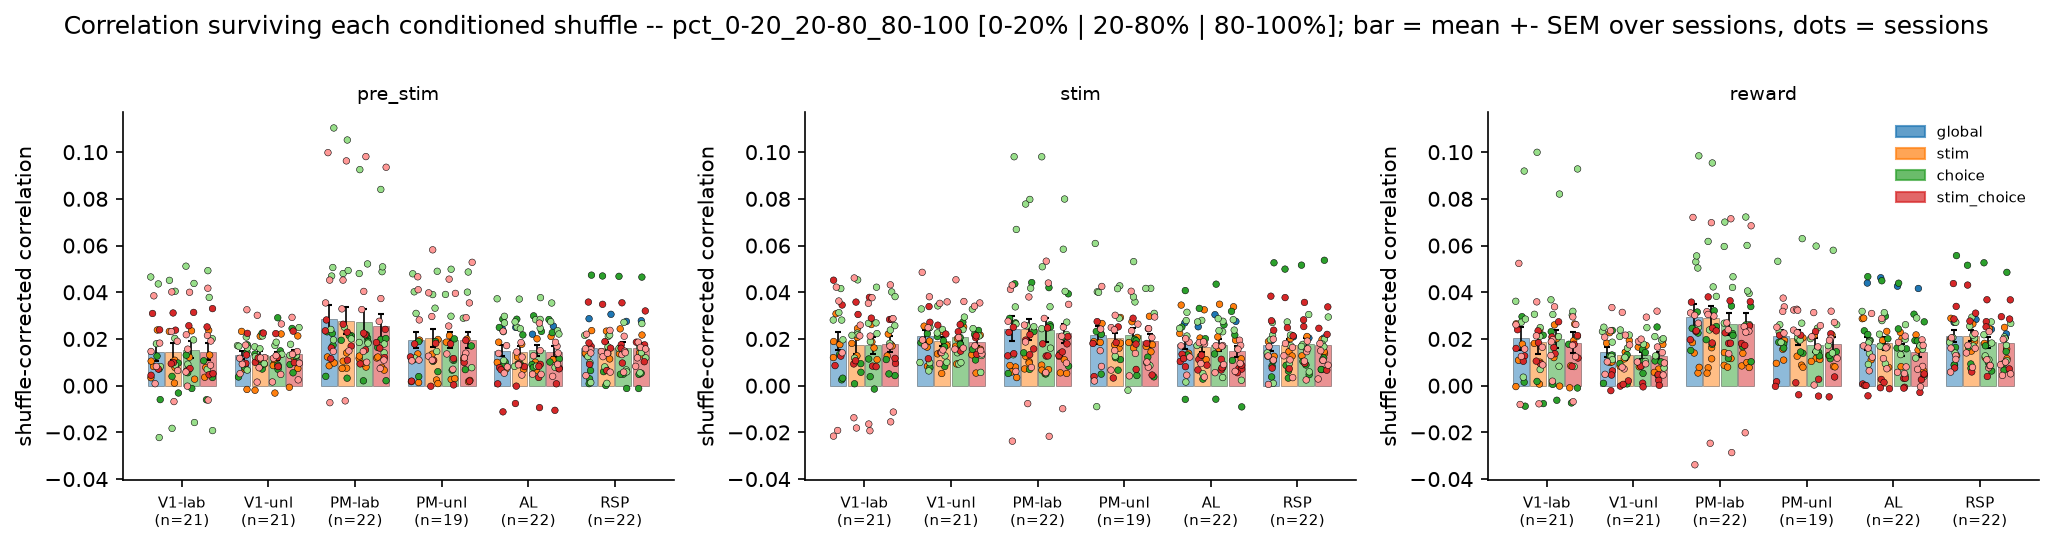 Correlation surviving each conditioned shuffle -- pct_0-20_20-80_80-100 [0-20% | 20-80% | 80-100%]; bar = mean +- SEM over sessions, dots = sessions
pre_stim
shuffle-corrected correlation
0.10
0.08
0.06
0.04
0.02
0.00
−0.02
−0.04
V1-lab
(n=21)
V1-unl
(n=21)
PM-lab
(n=22)
PM-unl
(n=19)
AL
(n=22)
RSP
(n=22)
stim
shuffle-corrected correlation
0.10
0.08
0.06
0.04
0.02
0.00
−0.02
−0.04
V1-lab
(n=21)
V1-unl
(n=21)
PM-lab
(n=22)
PM-unl
(n=19)
AL
(n=22)
RSP
(n=22)
reward
shuffle-corrected correlation
0.10
0.08
0.06
0.04
0.02
0.00
−0.02
−0.04
global
stim
choice
stim_choice
V1-lab
(n=21)
V1-unl
(n=21)
PM-lab
(n=22)
PM-unl
(n=19)
AL
(n=22)
RSP
(n=22)